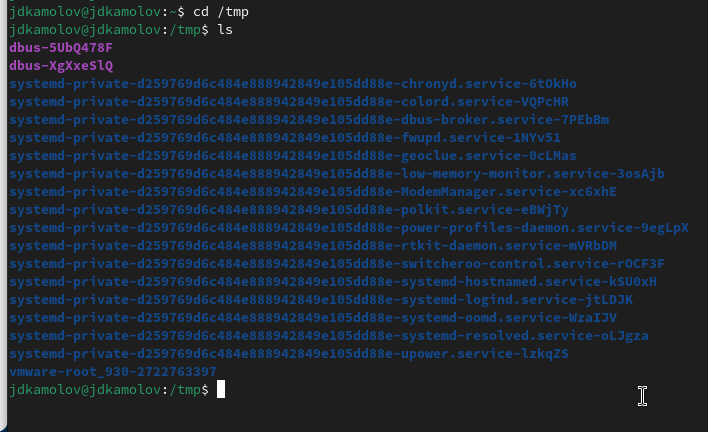 jdkamolov@jdkamolov:~$ cd /tmp
jdkamolov@jdkamolov:/tmp$ ls
dbus-5UbQ478F
dbus-XgXxeSlQ
systemd-private-d259769d6c484e888942849e105dd88e-chronyd.service-6tOkHo
systemd-private-d259769d6c484e888942849e105dd88e-colord.service-VQPcHR
systemd-private-d259769d6c484e888942849e105dd88e-dbus-broker.service-7PEbBm
systemd-private-d259769d6c484e888942849e105dd88e-fwupd.service-1NYv51
systemd-private-d259769d6c484e888942849e105dd88e-geoclue.service-0cLMas
systemd-private-d259769d6c484e888942849e105dd88e-low-memory-monitor.service-3osAjb
systemd-private-d259769d6c484e888942849e105dd88e-ModemManager.service-xc6xhE
systemd-private-d259769d6c484e888942849e105dd88e-polkit.service-eBWjTy
systemd-private-d259769d6c484e888942849e105dd88e-power-profiles-daemon.service-9egLpX
systemd-private-d259769d6c484e888942849e105dd88e-rtkit-daemon.service-mVRbDM
systemd-private-d259769d6c484e888942849e105dd88e-switcheroo-control.service-rOCF3F
systemd-private-d259769d6c484e888942849e105dd88e-systemd-hostnamed.service-kSU0xH
systemd-private-d259769d6c484e888942849e105dd88e-systemd-logind.service-jtLDJK
systemd-private-d259769d6c484e888942849e105dd88e-systemd-oomd.service-WzaIJV
systemd-private-d259769d6c484e888942849e105dd88e-systemd-resolved.service-oLJgza
systemd-private-d259769d6c484e888942849e105dd88e-upower.service-lzkqZS
vmware-root_930-2722763397
jdkamolov@jdkamolov:/tmp$